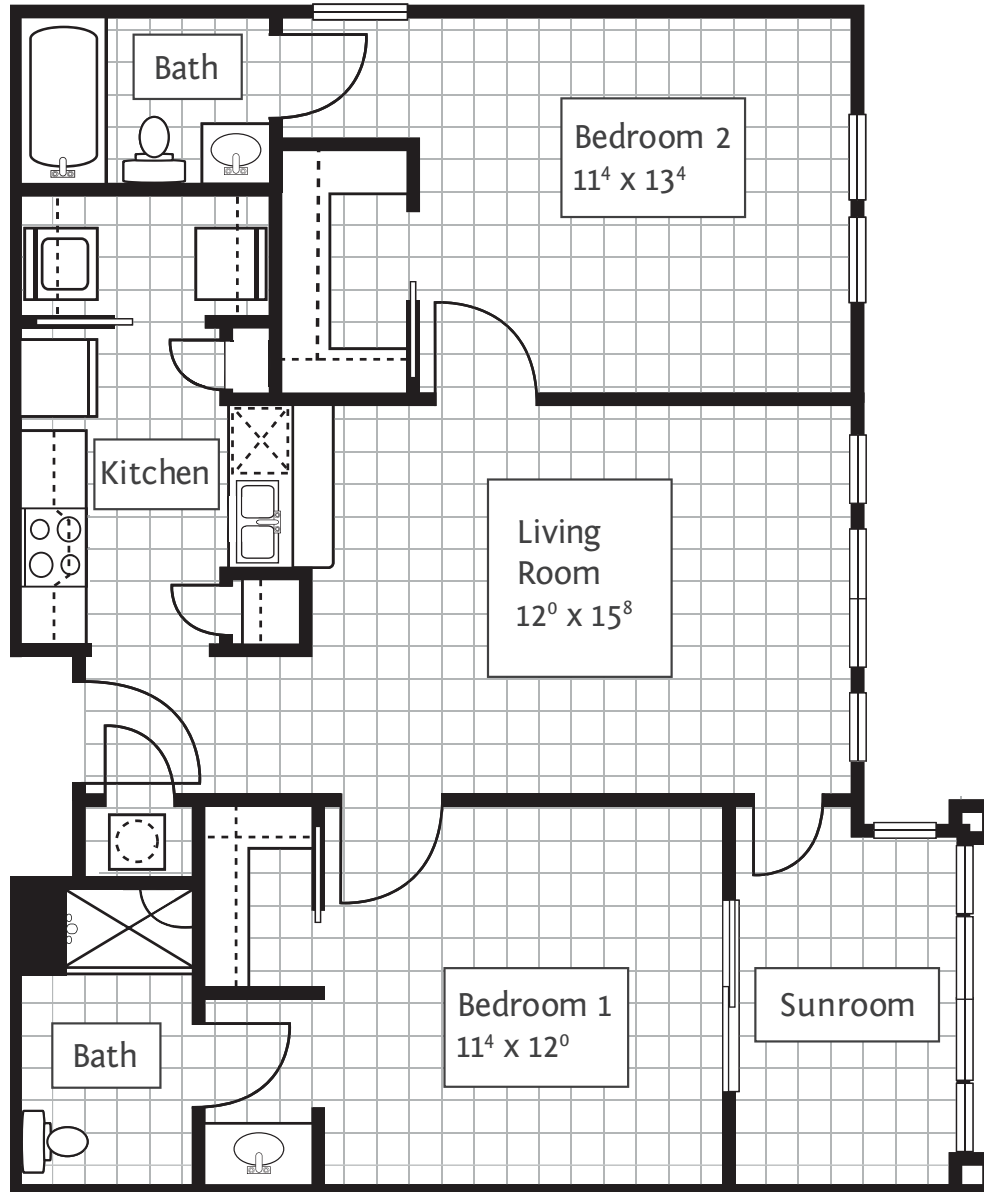 Bath
Bedroom 2
11⁴ x 13⁴
Kitchen
Living
Room
12⁰ x 15⁸
Bedroom 1
11⁴ x 12⁰
Sunroom
Bath